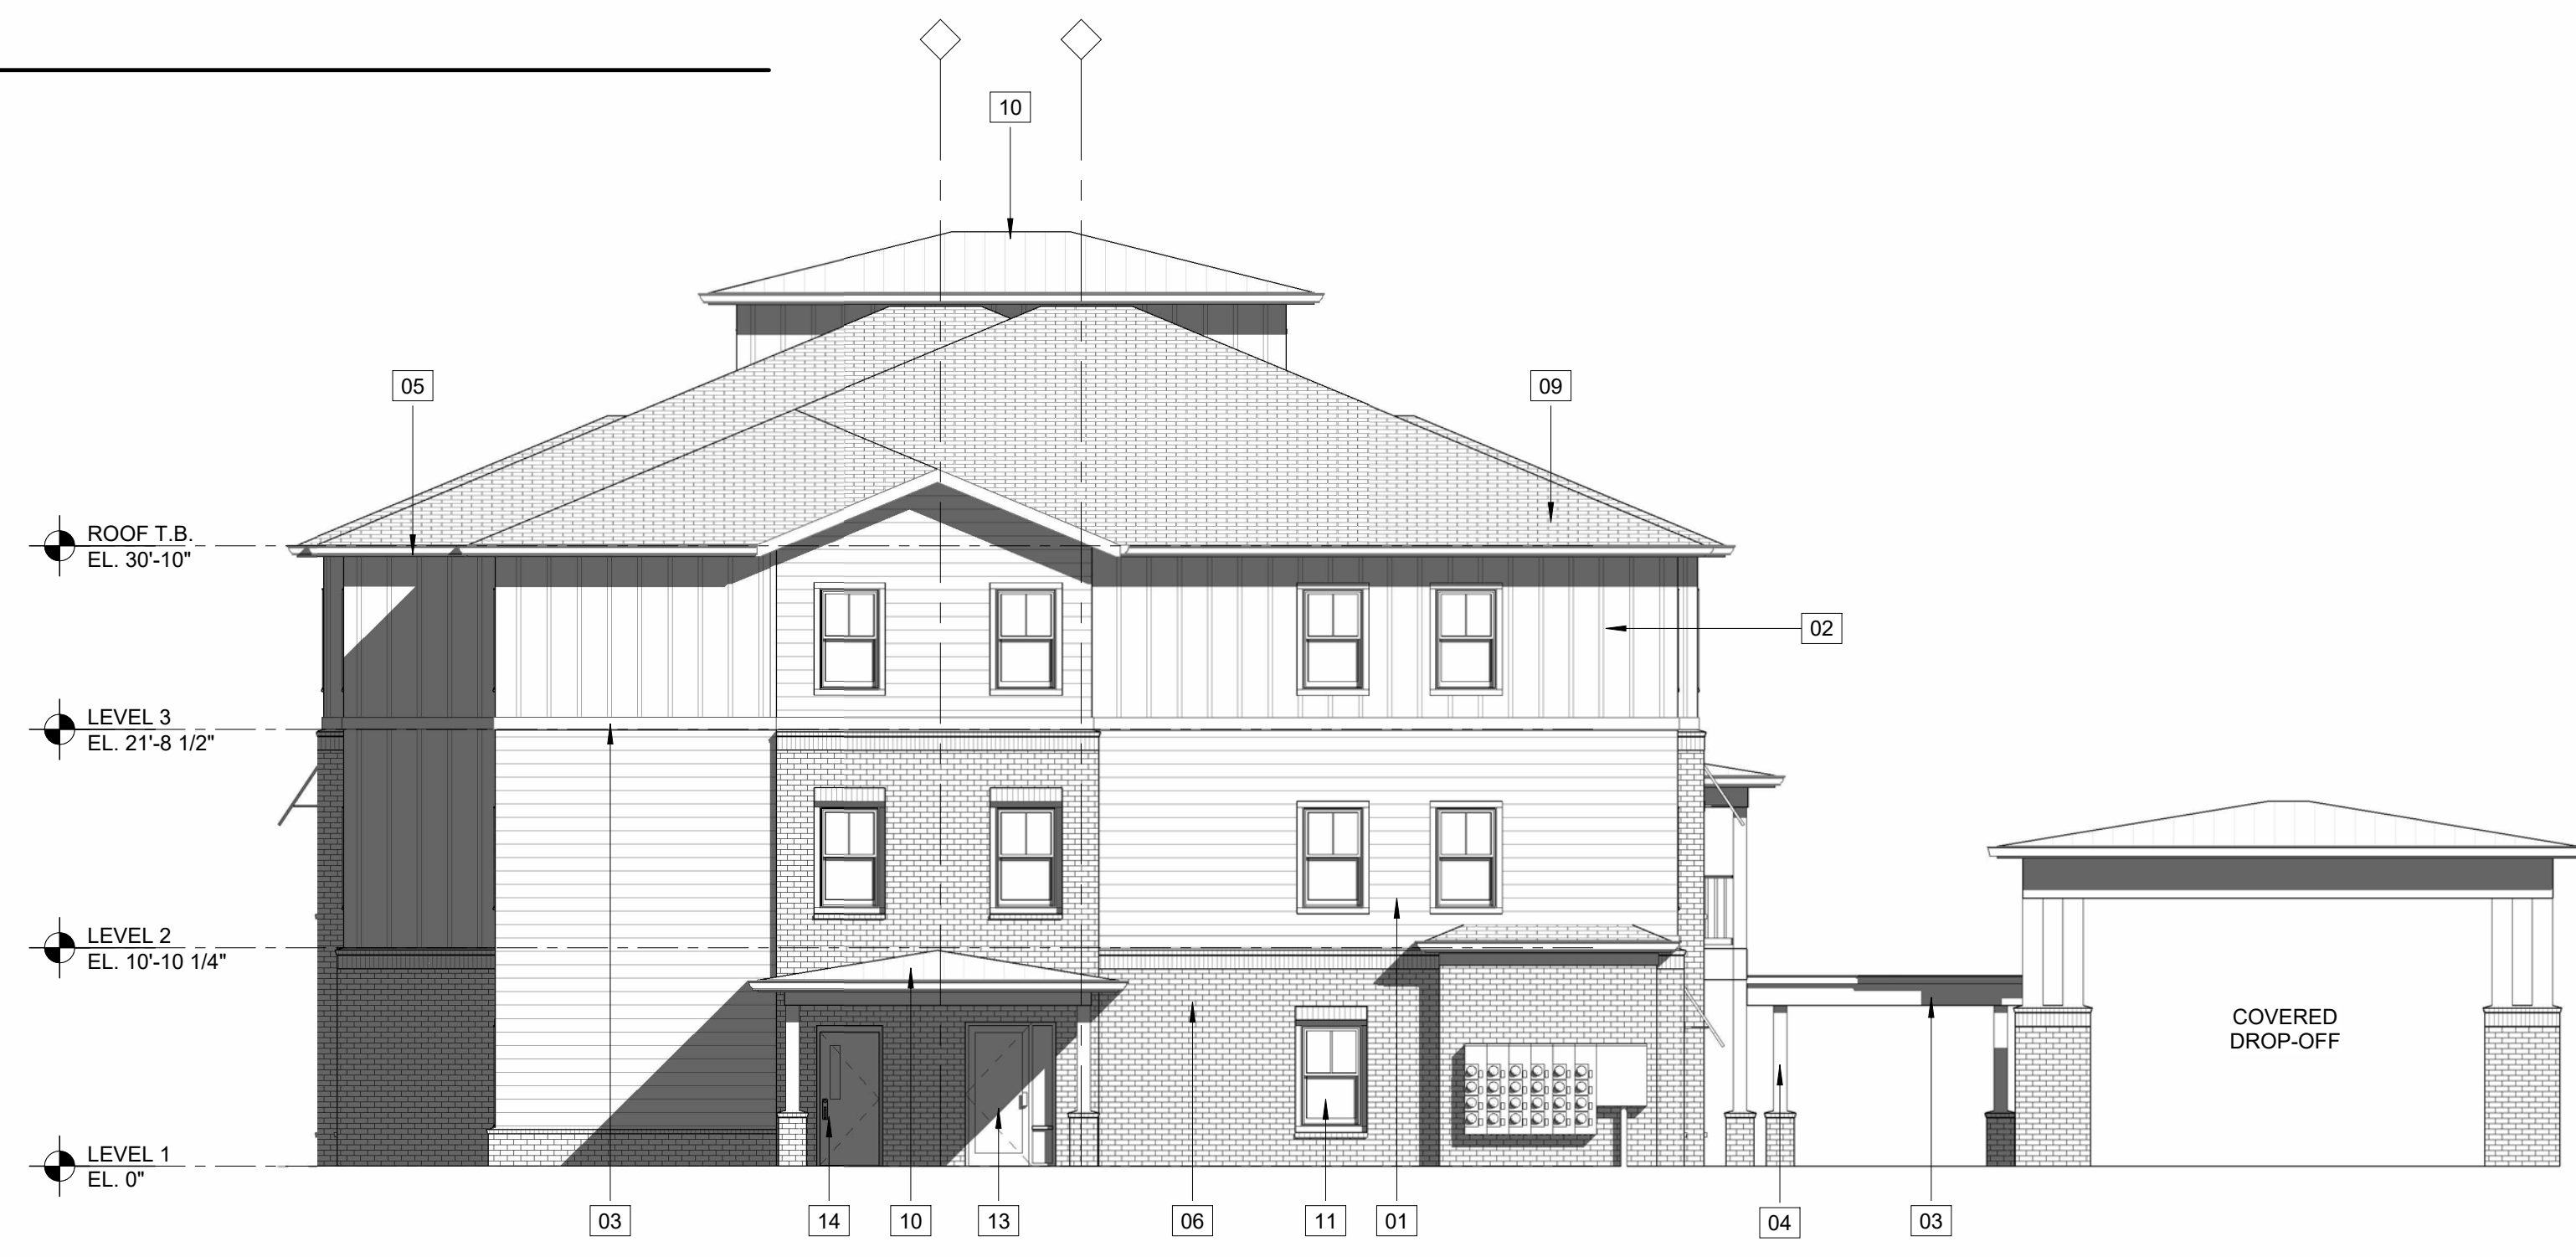 10
05
09
ROOF T.B.
EL. 30'-10"
02
LEVEL 3
EL. 21'-8 1/2"
LEVEL 2
EL. 10'-10 1/4"
COVERED
DROP-OFF
LEVEL 1
EL. 0"
03
14
10
13
06
11
01
04
03